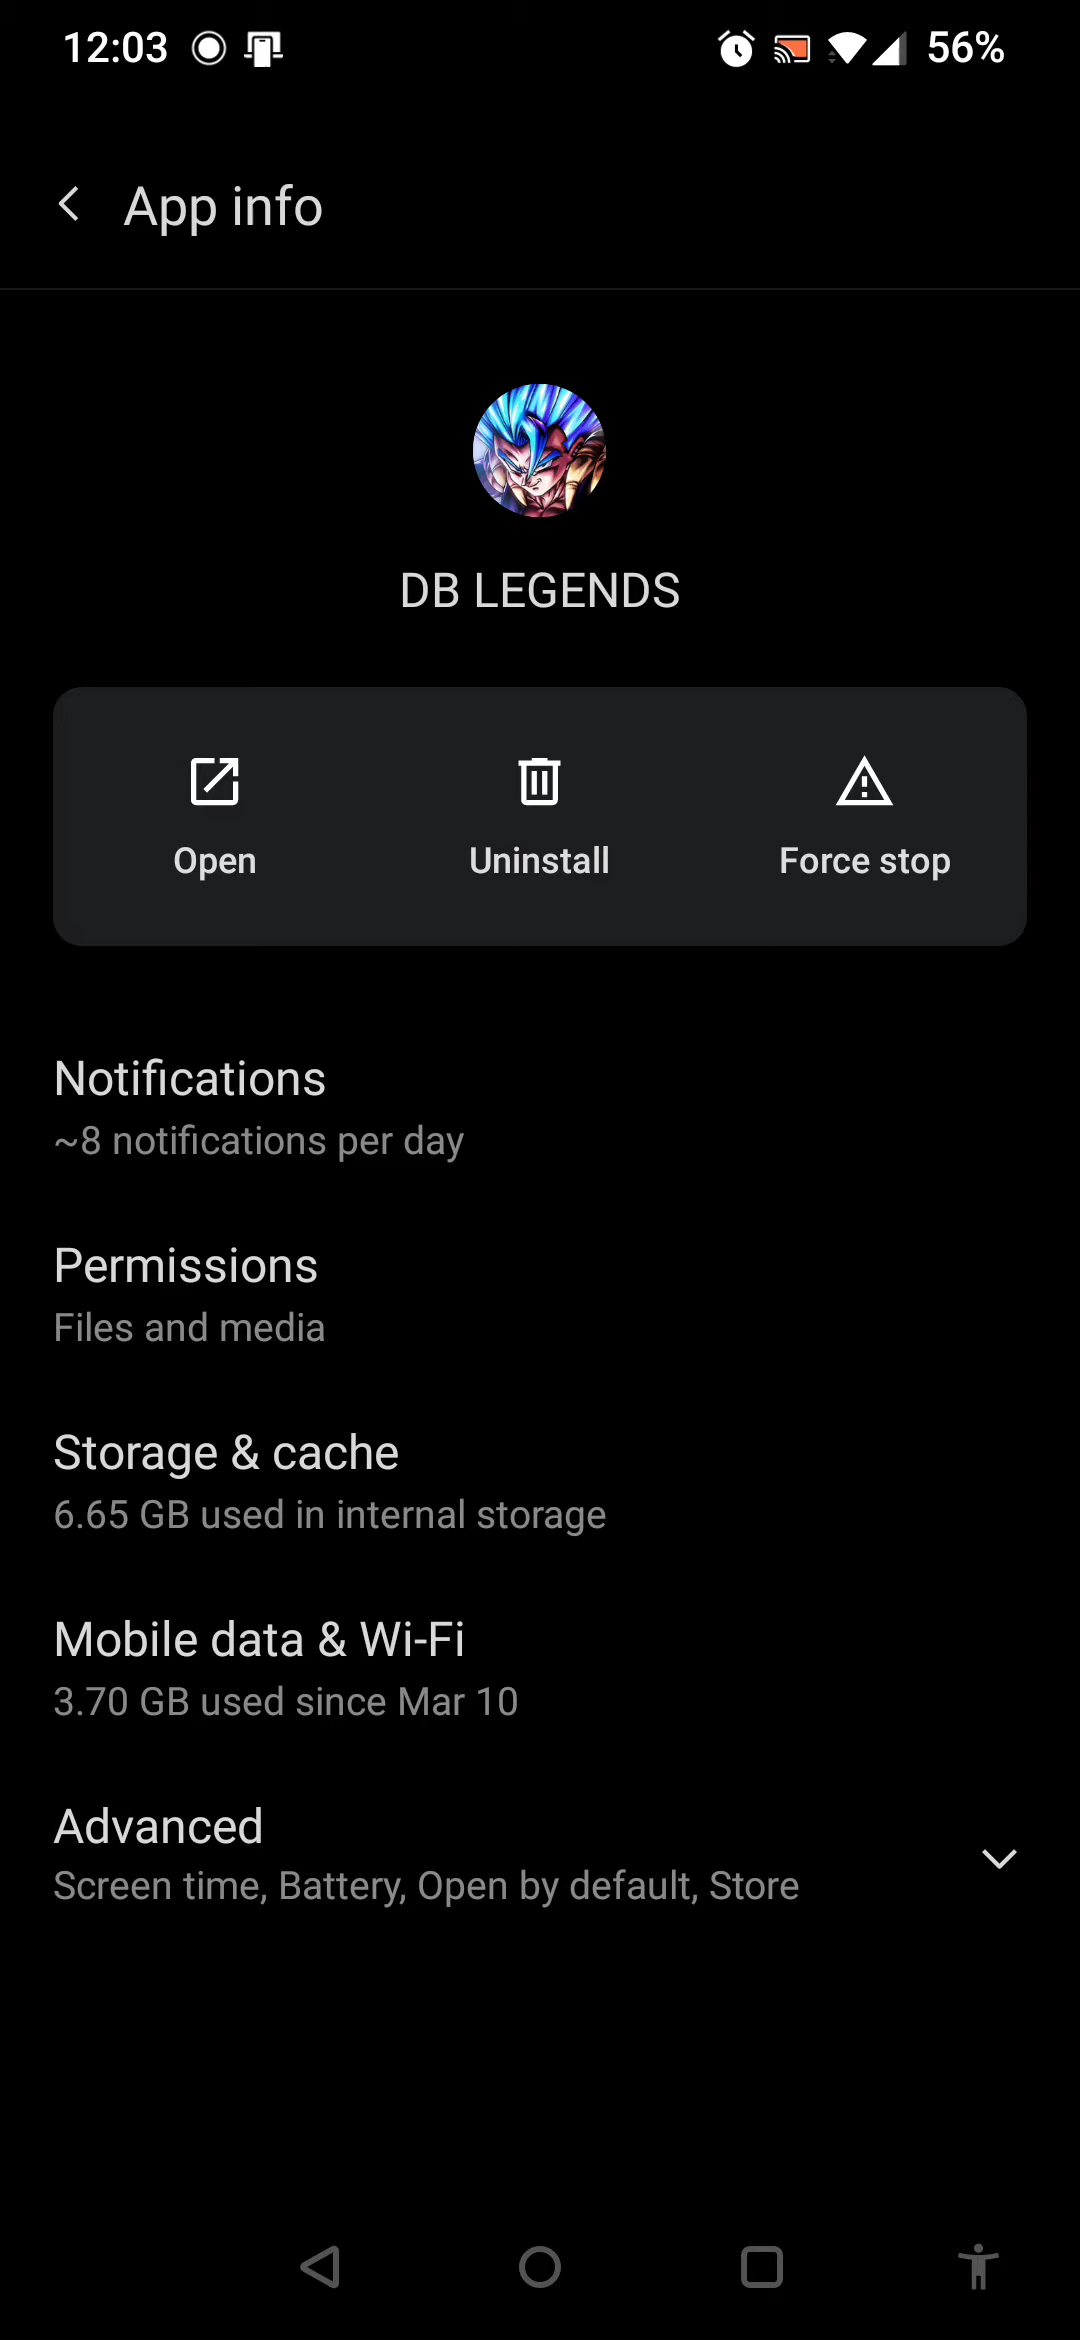 12:03 56%
App info
DB LEGENDS
Open Uninstall Force stop
Notifications
~8 notifications per day
Permissions
Files and media
Storage & cache
6.65 GB used in internal storage
Mobile data & Wi-Fi
3.70 GB used since Mar 10
Advanced
Screen time, Battery, Open by default, Store